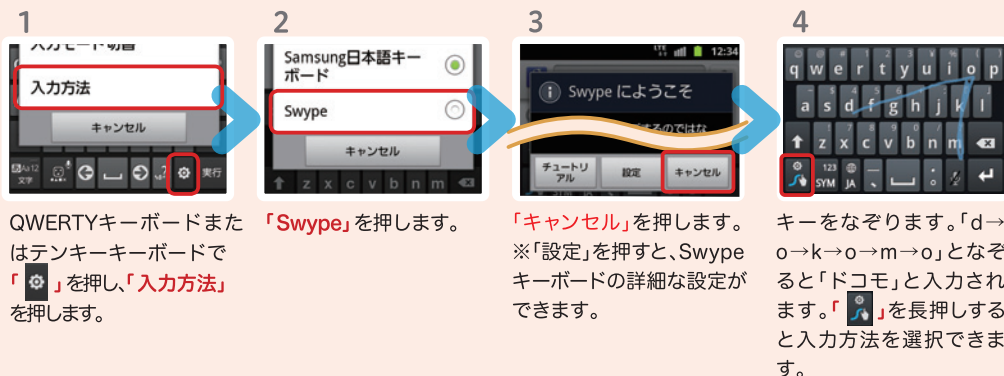 1
入力方法
キャンセル
実行
QWERTYキーボードまた
はテンキーキーボードで
「 」を押し、「入力方法」
を押します。
2
Samsung日本語キー
ボード
Swype
キャンセル
z x c v b n m
「Swype」を押します。
3
LTE 12:34
Swype にようこそ
チュートリ
アル
設定
キャンセル
「キャンセル」を押します。
※「設定」を押すと、Swype
キーボードの詳細な設定が
できます。
4
q w e r t y u i o p
a s d f g h j k l
z x c v b n m
123
SYM JA
キーをなぞります。「d→
o→k→o→m→o」となぞ
ると「ドコモ」と入力され
ます。「 」を長押しする
と入力方法を選択できま
す。